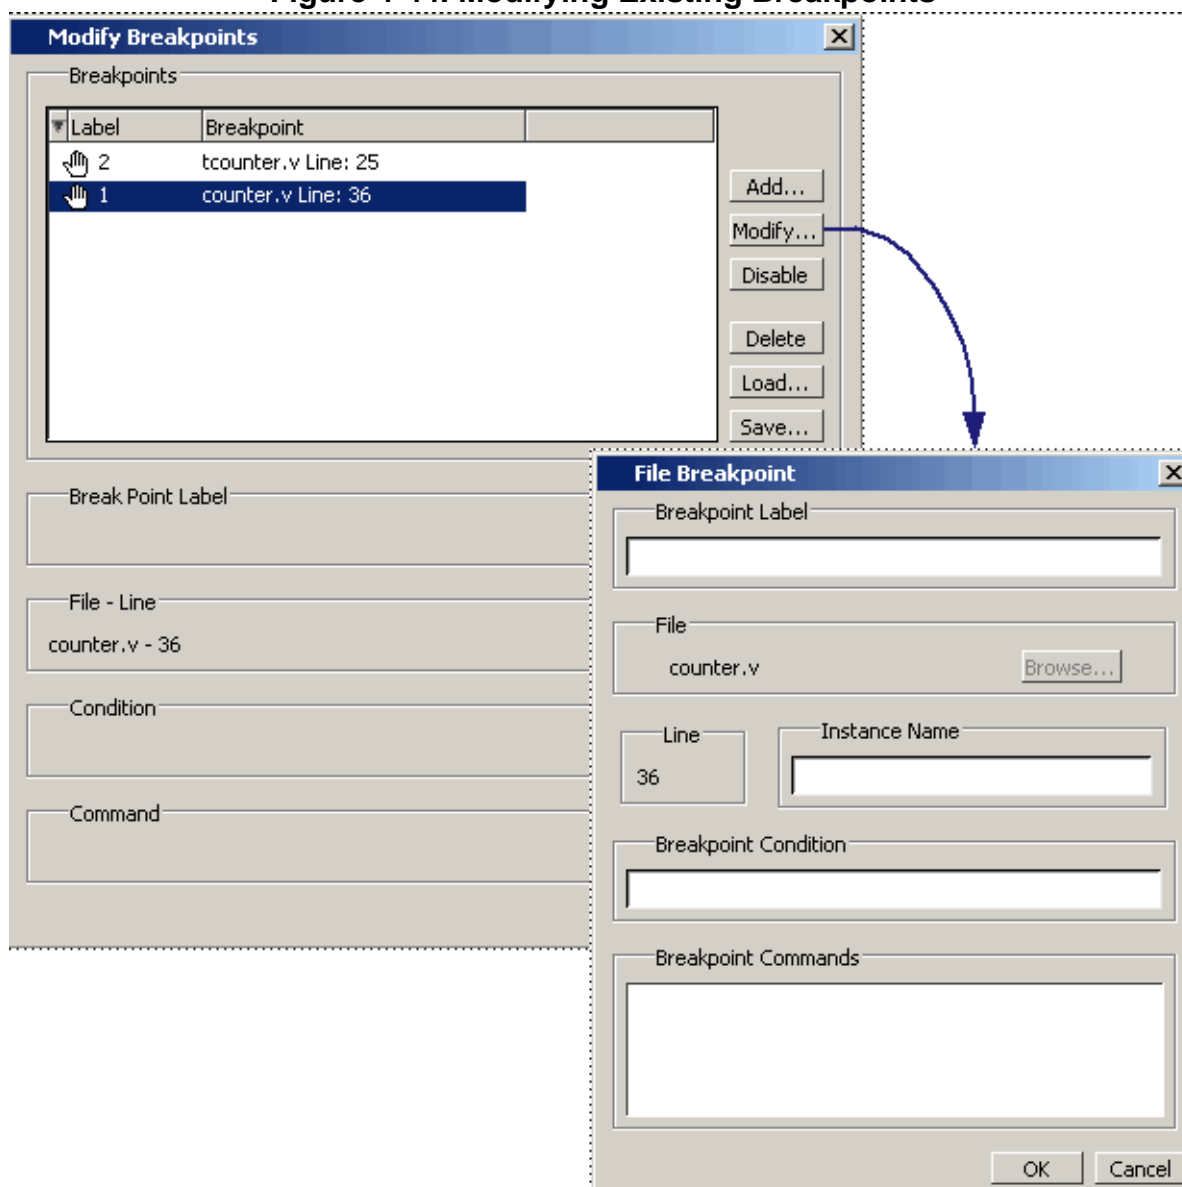 Modify Breakpoints
Breakpoints
Label Breakpoint
2 tcounter.v Line: 25
1 counter.v Line: 36
Add...
Modify...
Disable
Delete
Load...
Save...
Break Point Label
File - Line
counter.v - 36
Condition
Command
File Breakpoint
Breakpoint Label
File
counter.v Browse...
Line Instance Name
36
Breakpoint Condition
Breakpoint Commands
OK Cancel